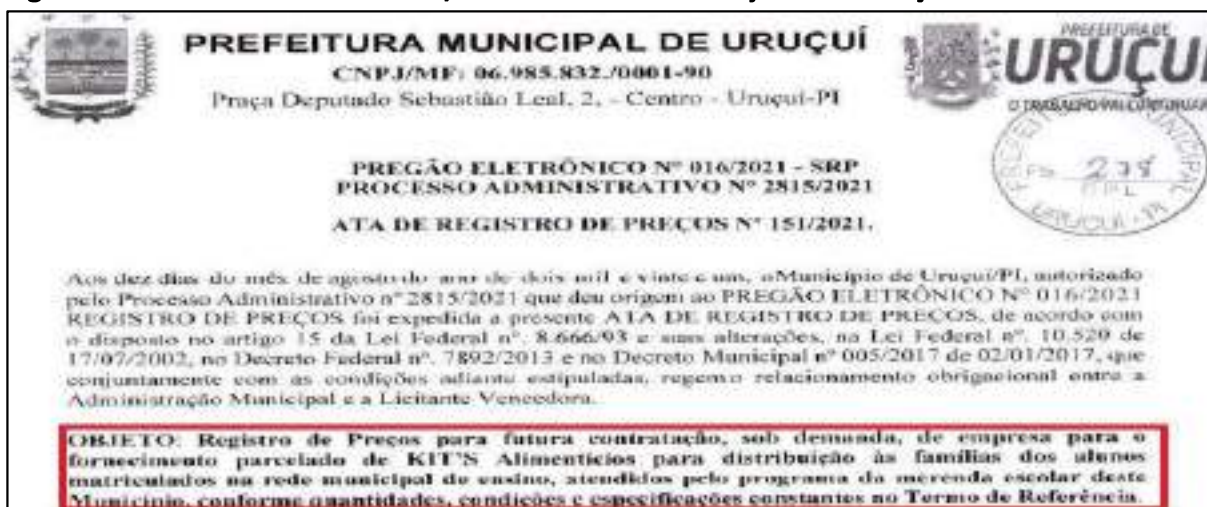 PREFEITURA MUNICIPAL DE URUÇUÍ
CNPJ/MF: 06.985.832./0001-90
Praça Deputado Sebastião Leal, 2, - Centro - Uruçuí-PI
PREFEITURA DE
URUÇUÍ
O TRABALHO VAI CONTINUAR
PREFEITURA MUNICIPAL
278
URUÇUÍ - PI
PREGÃO ELETRÔNICO Nº 016/2021 - SRP
PROCESSO ADMINISTRATIVO Nº 2815/2021
ATA DE REGISTRO DE PREÇOS Nº 151/2021.
Aos dez dias do mês de agosto do ano de dois mil e vinte e um, o Município de Uruçuí/PI, autorizado
pelo Processo Administrativo nº 2815/2021 que deu origem ao PREGÃO ELETRÔNICO Nº 016/2021
REGISTRO DE PREÇOS foi expedida a presente ATA DE REGISTRO DE PREÇOS, de acordo com
o disposto no artigo 15 da Lei Federal nº. 8.666/93 e suas alterações, na Lei Federal nº. 10.520 de
17/07/2002, no Decreto Federal nº. 7892/2013 e no Decreto Municipal nº 005/2017 de 02/01/2017, que
conjuntamente com as condições adiante estipuladas, regem o relacionamento obrigacional entre a
Administração Municipal e a Licitante Vencedora.
OBJETO: Registro de Preços para futura contratação, sob demanda, de empresa para o
fornecimento parcelado de KIT'S Alimentícios para distribuição às famílias dos alunos
matriculados na rede municipal de ensino, atendidos pelo programa da merenda escolar deste
Município, conforme quantidades, condições e especificações constantes no Termo de Referência.